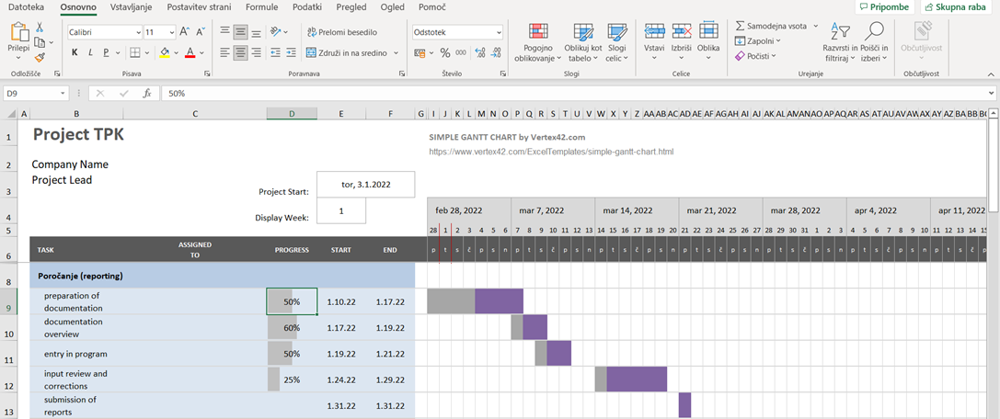 Datoteka Osnovno Vstavljanje Postavitev strani Formule Podatki Pregled Ogled Pomoč Pripombe Skupna raba
Prilepi
Calibri 11 A A
K L P A
Prelomi besedilo
Združi in na sredino
Odstotek
% 000
Pogojno oblikovanje
Oblikuj kot tabelo
Slogi celic
Vstavi Izbriši Oblika
Samodejna vsota
Zapolni
Počisti
Razvrsti in filtriraj
Poišči in izberi
Občutljivost
Odložišče Pisava Poravnava Število Slogi Celice Urejanje Občutljivost
D9 fx 50%
A B C D E F G H I J K L M N O P Q R S T U V W X Y Z AA AB AC AD AE AF AG AH AI AJ AK AL AM AN AO AP AQ AR AS AT AU AV AW AX AY AZ BA BB BC
1 Project TPK SIMPLE GANTT CHART by Vertex42.com
https://www.vertex42.com/ExcelTemplates/simple-gantt-chart.html
2 Company Name
Project Lead
3 Project Start: tor, 3.1.2022
4 Display Week: 1 feb 28, 2022 mar 7, 2022 mar 14, 2022 mar 21, 2022 mar 28, 2022 apr 4, 2022 apr 11, 2022
5 28 1 2 3 4 5 6 7 8 9 10 11 12 13 14 15 16 17 18 19 20 21 22 23 24 25 26 27 28 29 30 31 1 2 3 4 5 6 7 8 9 10 11 12 13 14 15
6 TASK ASSIGNED TO PROGRESS START END p t s č p s n p t s č p s n p t s č p s n p t s č p s n p t s č p s n p t s č p s n p t s č p
8 Poročanje (reporting)
9 preparation of documentation 50% 1.10.22 1.17.22
10 documentation overview 60% 1.17.22 1.19.22
11 entry in program 50% 1.19.22 1.21.22
12 input review and corrections 25% 1.24.22 1.29.22
13 submission of reports 1.31.22 1.31.22